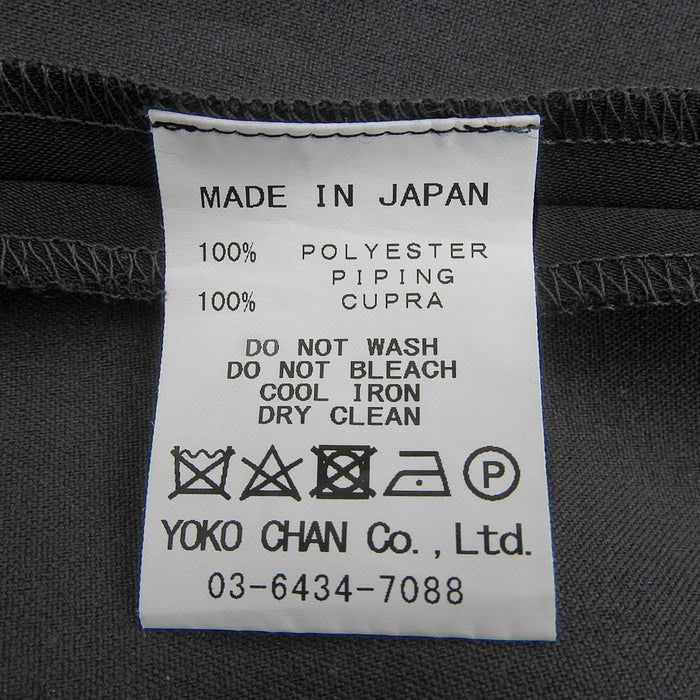 MADE IN JAPAN
100% POLYESTER
PIPING
100% CUPRA
DO NOT WASH
DO NOT BLEACH
COOL IRON
DRY CLEAN
P
YOKO CHAN Co.,Ltd.
03-6434-7088